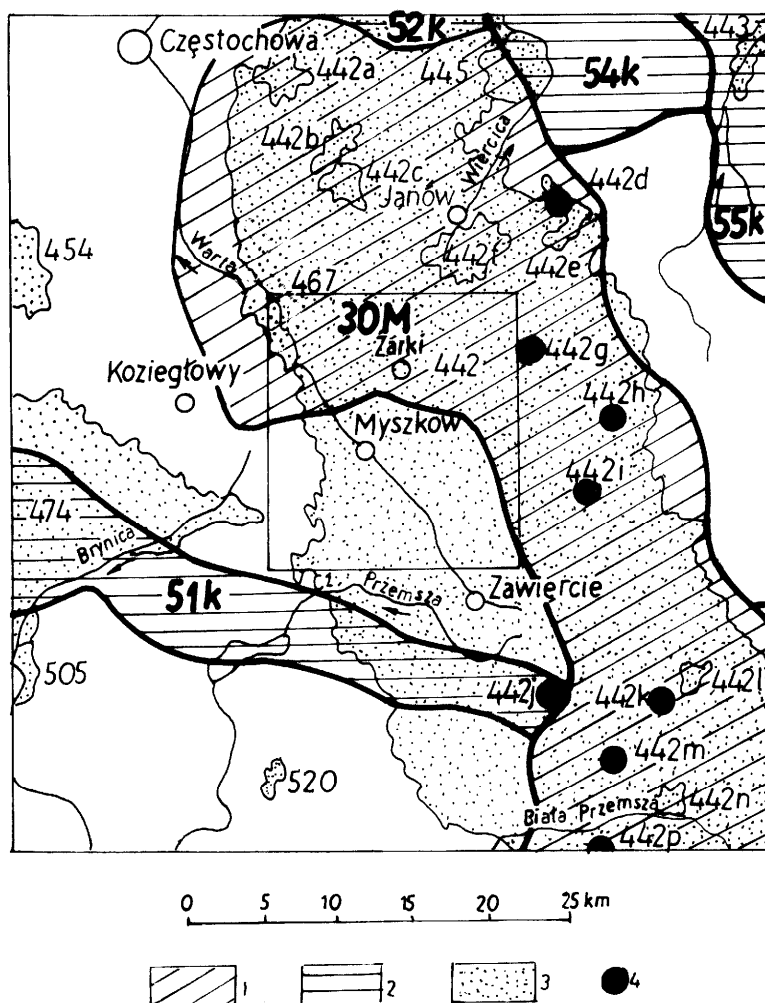 52k
443
Częstochowa
442a
445
54k
442b
442c
Wiercica
Janów
442d
55k
454
442f
442e
Warta
467
30M
Żarki
442
442g
Koziegłowy
442h
Myszków
442i
474
Brynica
51k
Przemsza
Zawiercie
505
442j
442k
442l
442m
520
442n
Biała Przemsza
442p
0 5 10 15 20 25 km
1 2 3 4